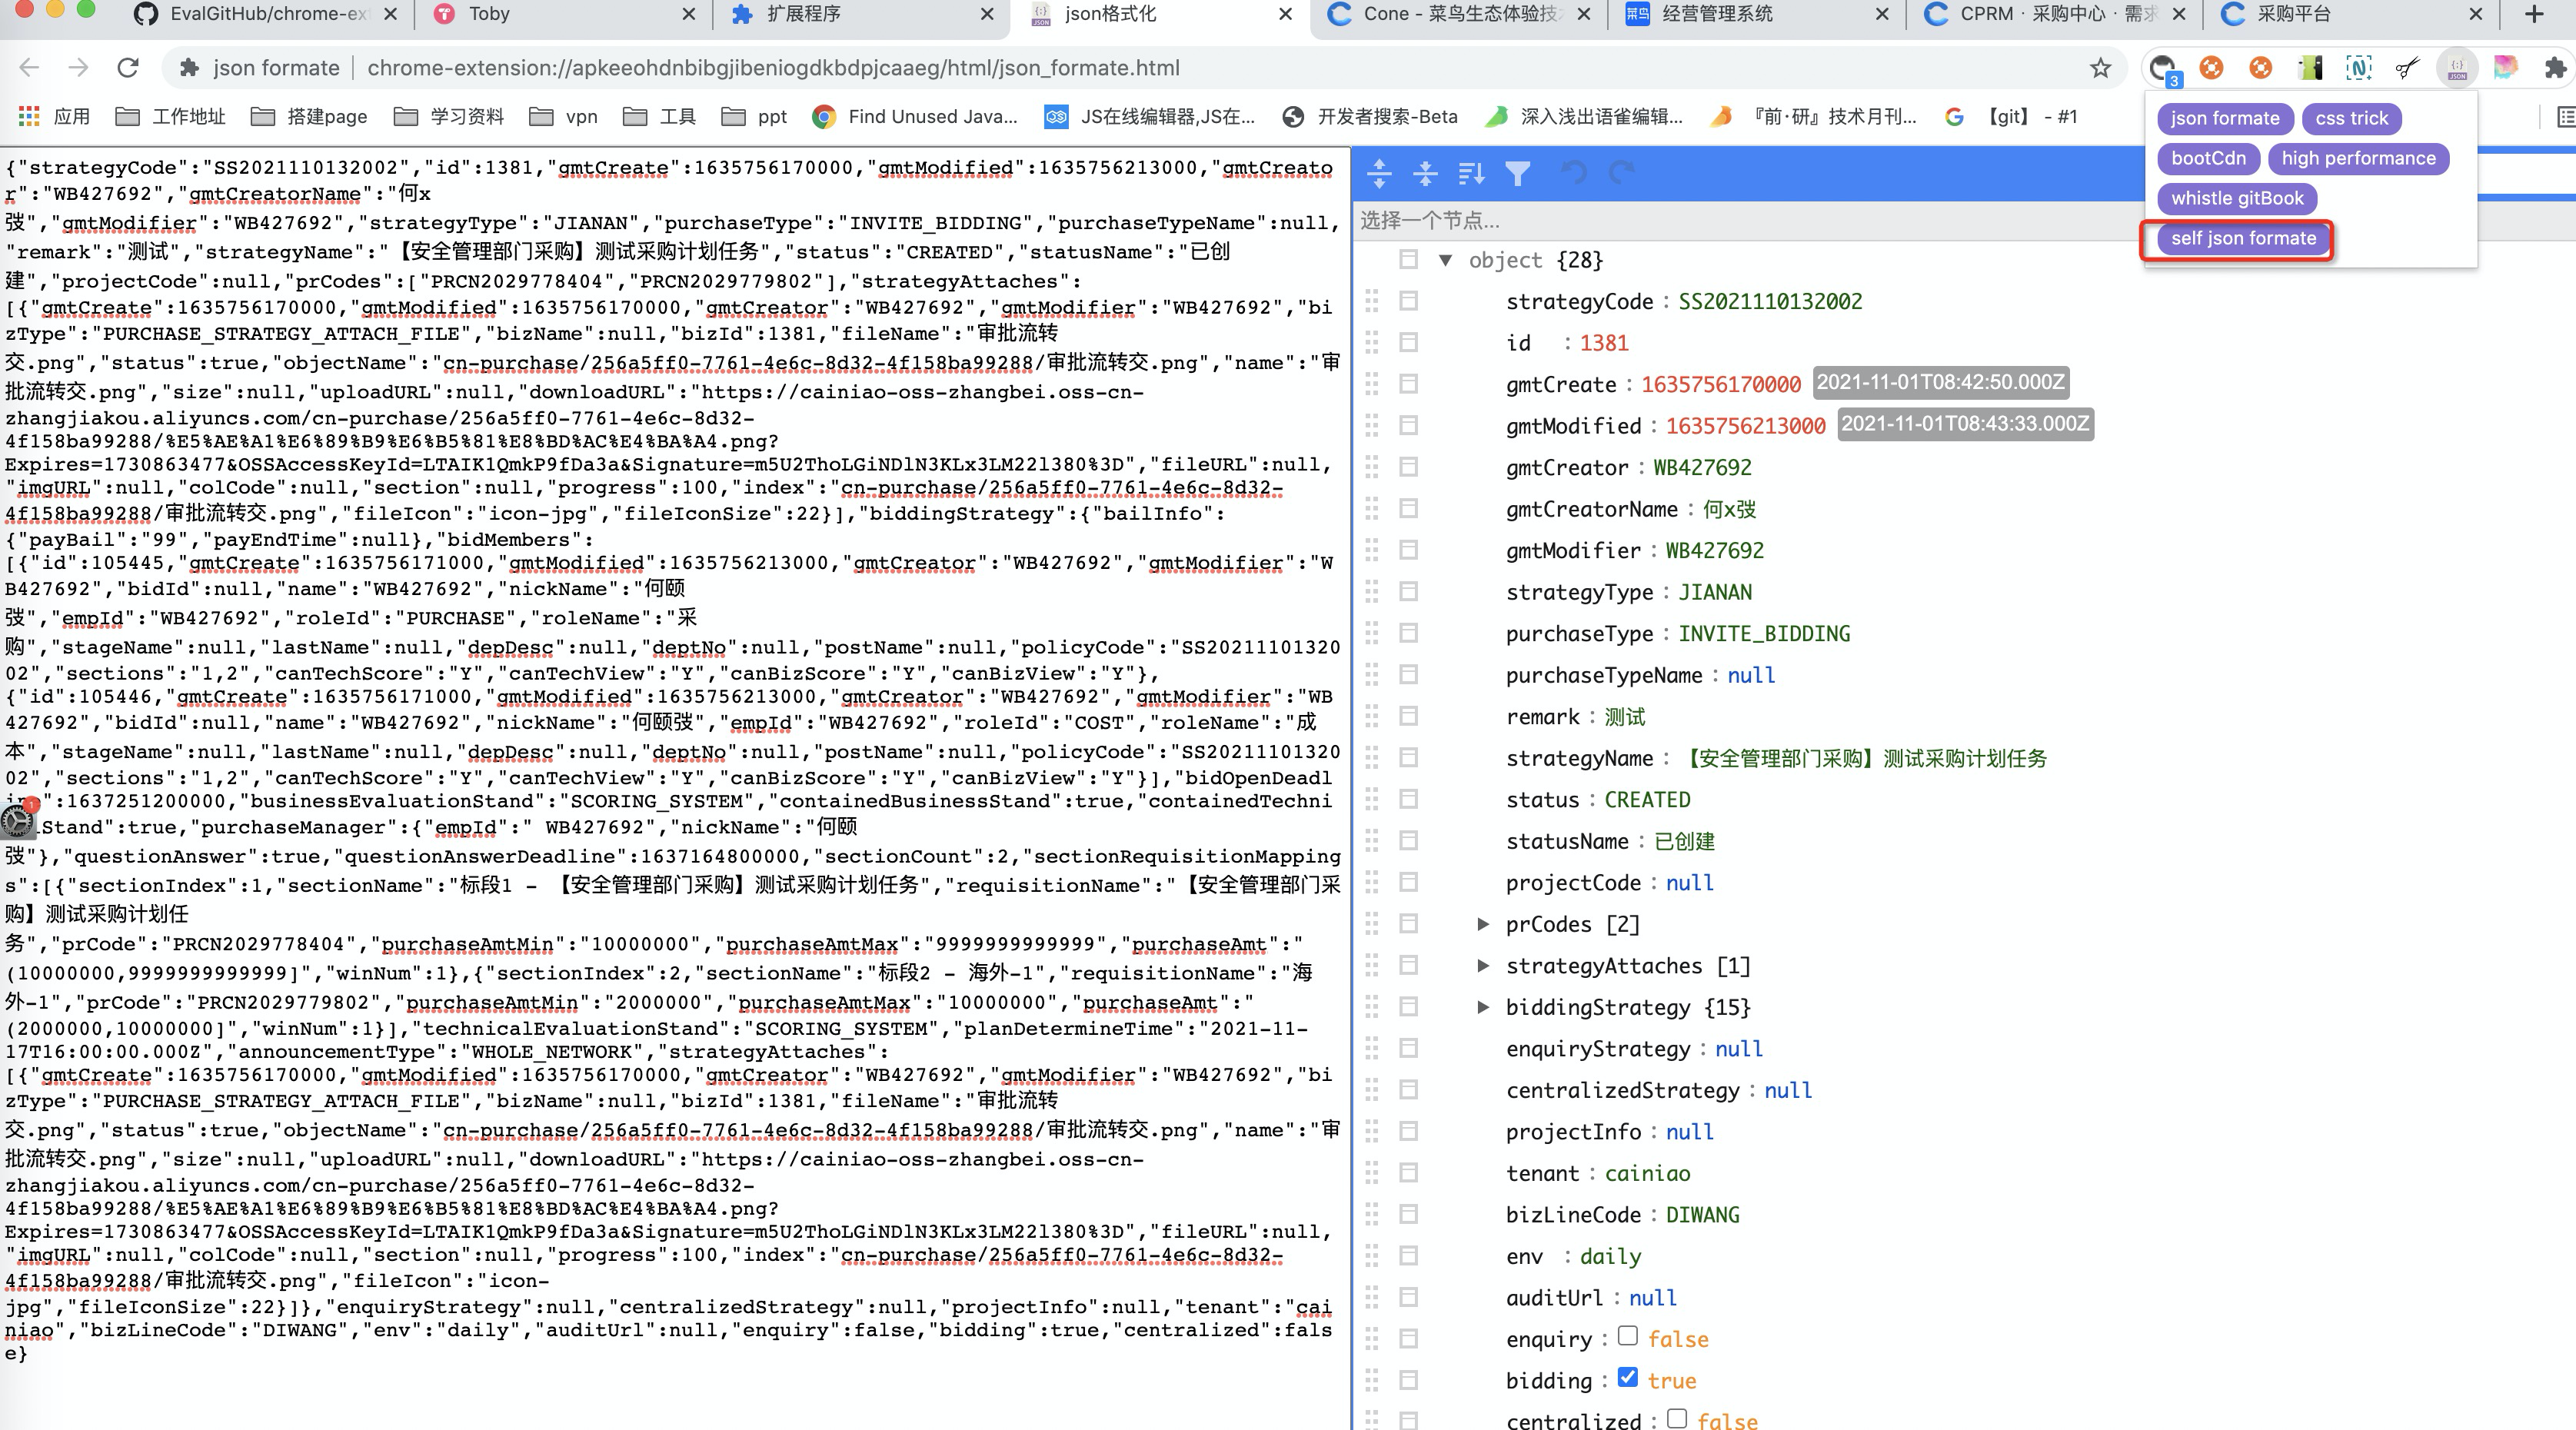 EvalGitHub/chrome-ex
Toby
扩展程序
json格式化
Cone - 菜鸟生态体验技
经营管理系统
CPRM · 采购中心 · 需求
采购平台
json formate
chrome-extension://apkeeohdnbibgjibeniogdkbdpjcaaeg/html/json_formate.html
3
应用
工作地址
搭建page
学习资料
vpn
工具
ppt
Find Unused Java...
JS在线编辑器,JS在...
开发者搜索-Beta
深入浅出语雀编辑...
『前·研』技术月刊...
【git】 - #1
json formate
css trick
bootCdn
high performance
whistle gitBook
self json formate
{"strategyCode":"SS2021110132002","id":1381,"gmtCreate":1635756170000,"gmtModified":1635756213000,"gmtCreato
r":"WB427692","gmtCreatorName":"何x
弢","gmtModifier":"WB427692","strategyType":"JIANAN","purchaseType":"INVITE_BIDDING","purchaseTypeName":null,
"remark":"测试","strategyName":"【安全管理部门采购】测试采购计划任务","status":"CREATED","statusName":"已创
建","projectCode":null,"prCodes":["PRCN2029778404","PRCN2029779802"],"strategyAttaches":
[{"gmtCreate":1635756170000,"gmtModified":1635756170000,"gmtCreator":"WB427692","gmtModifier":"WB427692","bi
zType":"PURCHASE_STRATEGY_ATTACH_FILE","bizName":null,"bizId":1381,"fileName":"审批流转
交.png","status":true,"objectName":"cn-purchase/256a5ff0-7761-4e6c-8d32-4f158ba99288/审批流转交.png","name":"审
批流转交.png","size":null,"uploadURL":null,"downloadURL":"https://cainiao-oss-zhangbei.oss-cn-
zhangjiakou.aliyuncs.com/cn-purchase/256a5ff0-7761-4e6c-8d32-
4f158ba99288/%E5%AE%A1%E6%89%B9%E6%B5%81%E8%BD%AC%E4%BA%A4.png?
Expires=1730863477&OSSAccessKeyId=LTAIK1QmkP9fDa3a&Signature=m5U2ThoLGiNDlN3KLx3LM22l380%3D","fileURL":null,
"imgURL":null,"colCode":null,"section":null,"progress":100,"index":"cn-purchase/256a5ff0-7761-4e6c-8d32-
4f158ba99288/审批流转交.png","fileIcon":"icon-jpg","fileIconSize":22}],"biddingStrategy":{"bailInfo":
{"payBail":"99","payEndTime":null},"bidMembers":
[{"id":105445,"gmtCreate":1635756171000,"gmtModified":1635756213000,"gmtCreator":"WB427692","gmtModifier":"W
B427692","bidId":null,"name":"WB427692","nickName":"何颐
弢","empId":"WB427692","roleId":"PURCHASE","roleName":"采
购","stageName":null,"lastName":null,"depDesc":null,"deptNo":null,"postName":null,"policyCode":"SS20211101320
02","sections":"1,2","canTechScore":"Y","canTechView":"Y","canBizScore":"Y","canBizView":"Y"},
{"id":105446,"gmtCreate":1635756171000,"gmtModified":1635756213000,"gmtCreator":"WB427692","gmtModifier":"WB
427692","bidId":null,"name":"WB427692","nickName":"何颐弢","empId":"WB427692","roleId":"COST","roleName":"成
本","stageName":null,"lastName":null,"depDesc":null,"deptNo":null,"postName":null,"policyCode":"SS20211101320
02","sections":"1,2","canTechScore":"Y","canTechView":"Y","canBizScore":"Y","canBizView":"Y"}],"bidOpenDeadl
":1637251200000,"businessEvaluationStand":"SCORING_SYSTEM","containedBusinessStand":true,"containedTechni
Stand":true,"purchaseManager":{"empId":" WB427692","nickName":"何颐
弢"},"questionAnswer":true,"questionAnswerDeadline":1637164800000,"sectionCount":2,"sectionRequisitionMapping
s":[{"sectionIndex":1,"sectionName":"标段1 - 【安全管理部门采购】测试采购计划任务","requisitionName":"【安全管理部门采
购】测试采购计划任
务","prCode":"PRCN2029778404","purchaseAmtMin":"10000000","purchaseAmtMax":"9999999999999","purchaseAmt":"
(10000000,9999999999999]","winNum":1},{"sectionIndex":2,"sectionName":"标段2 - 海外-1","requisitionName":"海
外-1","prCode":"PRCN2029779802","purchaseAmtMin":"2000000","purchaseAmtMax":"10000000","purchaseAmt":"
(2000000,10000000]","winNum":1}],"technicalEvaluationStand":"SCORING_SYSTEM","planDetermineTime":"2021-11-
17T16:00:00.000Z","announcementType":"WHOLE_NETWORK","strategyAttaches":
[{"gmtCreate":1635756170000,"gmtModified":1635756170000,"gmtCreator":"WB427692","gmtModifier":"WB427692","bi
zType":"PURCHASE_STRATEGY_ATTACH_FILE","bizName":null,"bizId":1381,"fileName":"审批流转
交.png","status":true,"objectName":"cn-purchase/256a5ff0-7761-4e6c-8d32-4f158ba99288/审批流转交.png","name":"审
批流转交.png","size":null,"uploadURL":null,"downloadURL":"https://cainiao-oss-zhangbei.oss-cn-
zhangjiakou.aliyuncs.com/cn-purchase/256a5ff0-7761-4e6c-8d32-
4f158ba99288/%E5%AE%A1%E6%89%B9%E6%B5%81%E8%BD%AC%E4%BA%A4.png?
Expires=1730863477&OSSAccessKeyId=LTAIK1QmkP9fDa3a&Signature=m5U2ThoLGiNDlN3KLx3LM22l380%3D","fileURL":null,
"imgURL":null,"colCode":null,"section":null,"progress":100,"index":"cn-purchase/256a5ff0-7761-4e6c-8d32-
4f158ba99288/审批流转交.png","fileIcon":"icon-
jpg","fileIconSize":22}]},"enquiryStrategy":null,"centralizedStrategy":null,"projectInfo":null,"tenant":"cai
niao","bizLineCode":"DIWANG","env":"daily","auditUrl":null,"enquiry":false,"bidding":true,"centralized":fals
e}
选择一个节点...
object {28}
strategyCode : SS2021110132002
id : 1381
gmtCreate : 1635756170000 2021-11-01T08:42:50.000Z
gmtModified : 1635756213000 2021-11-01T08:43:33.000Z
gmtCreator : WB427692
gmtCreatorName : 何x弢
gmtModifier : WB427692
strategyType : JIANAN
purchaseType : INVITE_BIDDING
purchaseTypeName : null
remark : 测试
strategyName : 【安全管理部门采购】测试采购计划任务
status : CREATED
statusName : 已创建
projectCode : null
prCodes [2]
strategyAttaches [1]
biddingStrategy {15}
enquiryStrategy : null
centralizedStrategy : null
projectInfo : null
tenant : cainiao
bizLineCode : DIWANG
env : daily
auditUrl : null
enquiry : false
bidding : true
centralized : false